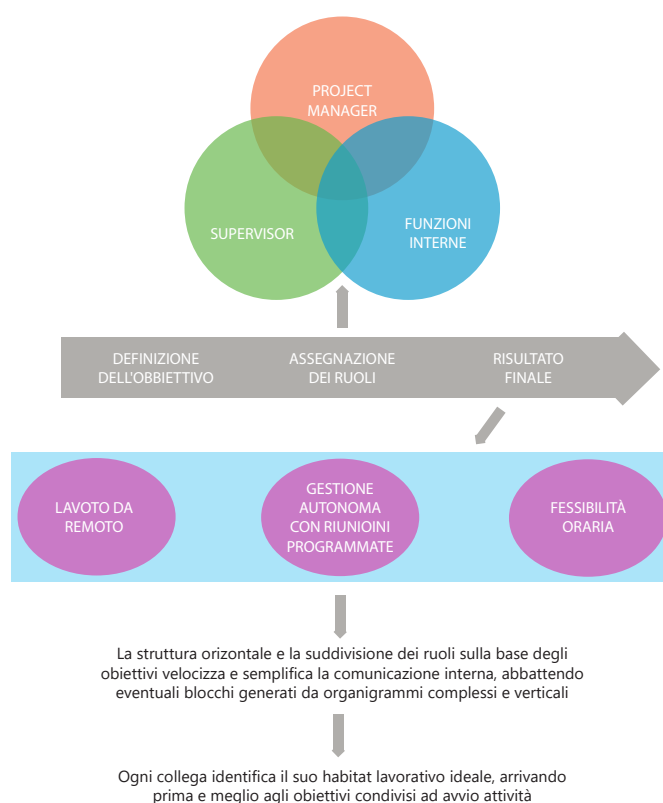 PROJECT
MANAGER
SUPERVISOR
FUNZIONI
INTERNE
DEFINIZIONE
DELL'OBBIETTIVO
ASSEGNAZIONE
DEI RUOLI
RISULTATO
FINALE
LAVOTO DA
REMOTO
GESTIONE
AUTONOMA
CON RIUNIOINI
PROGRAMMATE
FESSIBILITÀ
ORARIA
La struttura orizontale e la suddivisione dei ruoli sulla base degli
obiettivi velocizza e semplifica la comunicazione interna, abbattendo
eventuali blocchi generati da organigrammi complessi e verticali
Ogni collega identifica il suo habitat lavorativo ideale, arrivando
prima e meglio agli obiettivi condivisi ad avvio attività